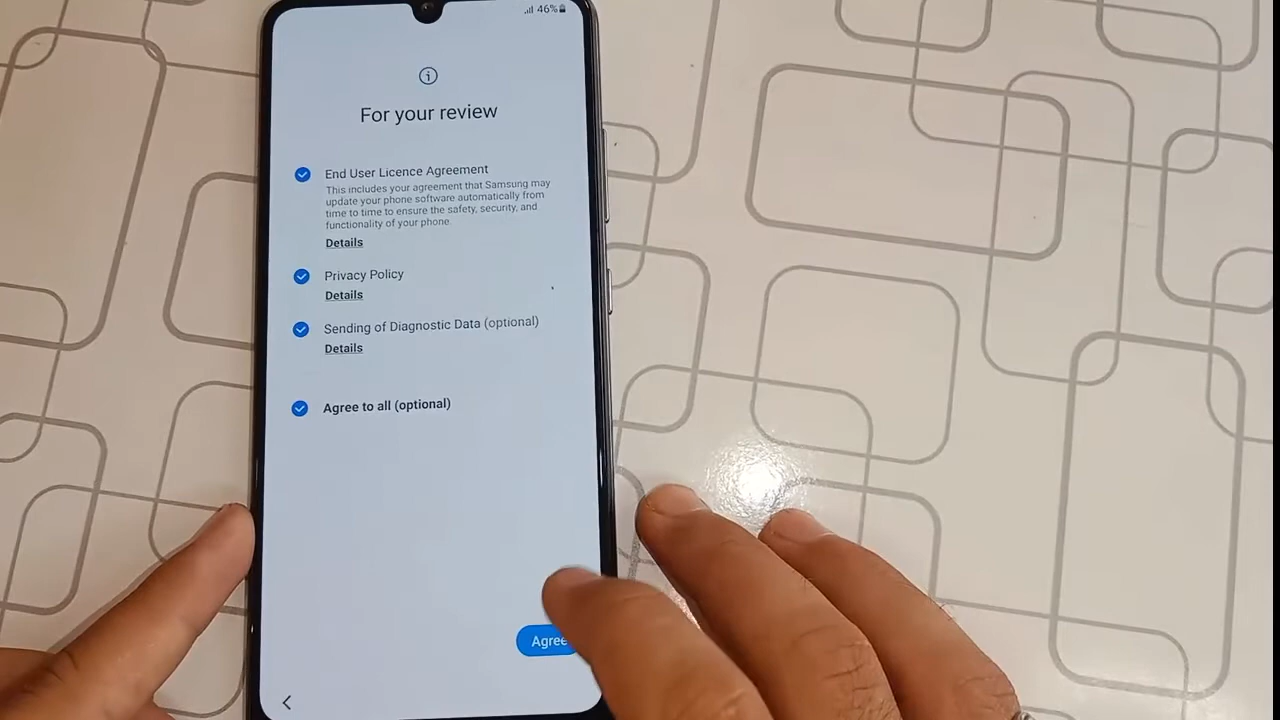 46%
For your review
End User Licence Agreement
This includes your agreement that Samsung may
update your phone software automatically from
time to time to ensure the safety, security, and
functionality of your phone.
Details
Privacy Policy
Details
Sending of Diagnostic Data (optional)
Details
Agree to all (optional)
Agree